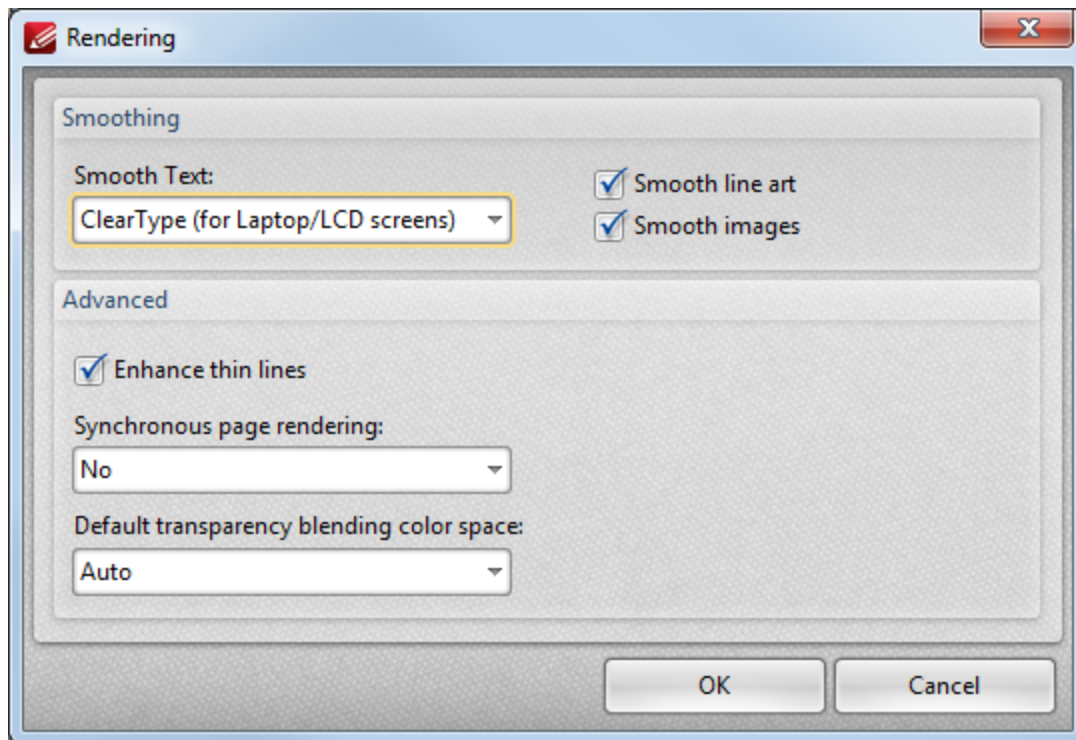 Rendering
Smoothing
Smooth Text:
ClearType (for Laptop/LCD screens)
Smooth line art
Smooth images
Advanced
Enhance thin lines
Synchronous page rendering:
No
Default transparency blending color space:
Auto
OK
Cancel